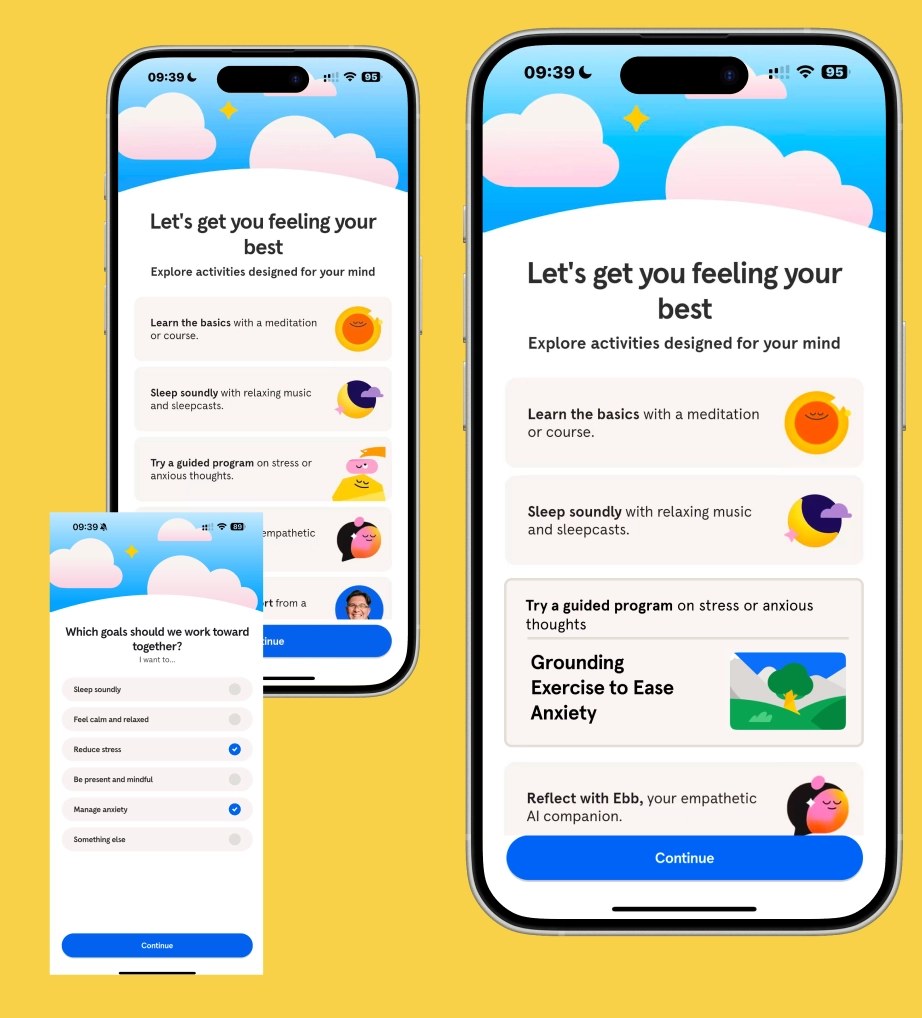 09:39
95
Let's get you feeling your
best
Explore activities designed for your mind
Learn the basics with a meditation
or course.
Sleep soundly with relaxing music
and sleepcasts.
Try a guided program on stress or
anxious thoughts.
empathetic
rt from a
inue
09:39
89
Which goals should we work toward
together?
I want to...
Sleep soundly
Feel calm and relaxed
Reduce stress
Be present and mindful
Manage anxiety
Something else
Continue
09:39
95
Let's get you feeling your
best
Explore activities designed for your mind
Learn the basics with a meditation
or course.
Sleep soundly with relaxing music
and sleepcasts.
Try a guided program on stress or anxious
thoughts
Grounding
Exercise to Ease
Anxiety
Reflect with Ebb, your empathetic
AI companion.
Continue